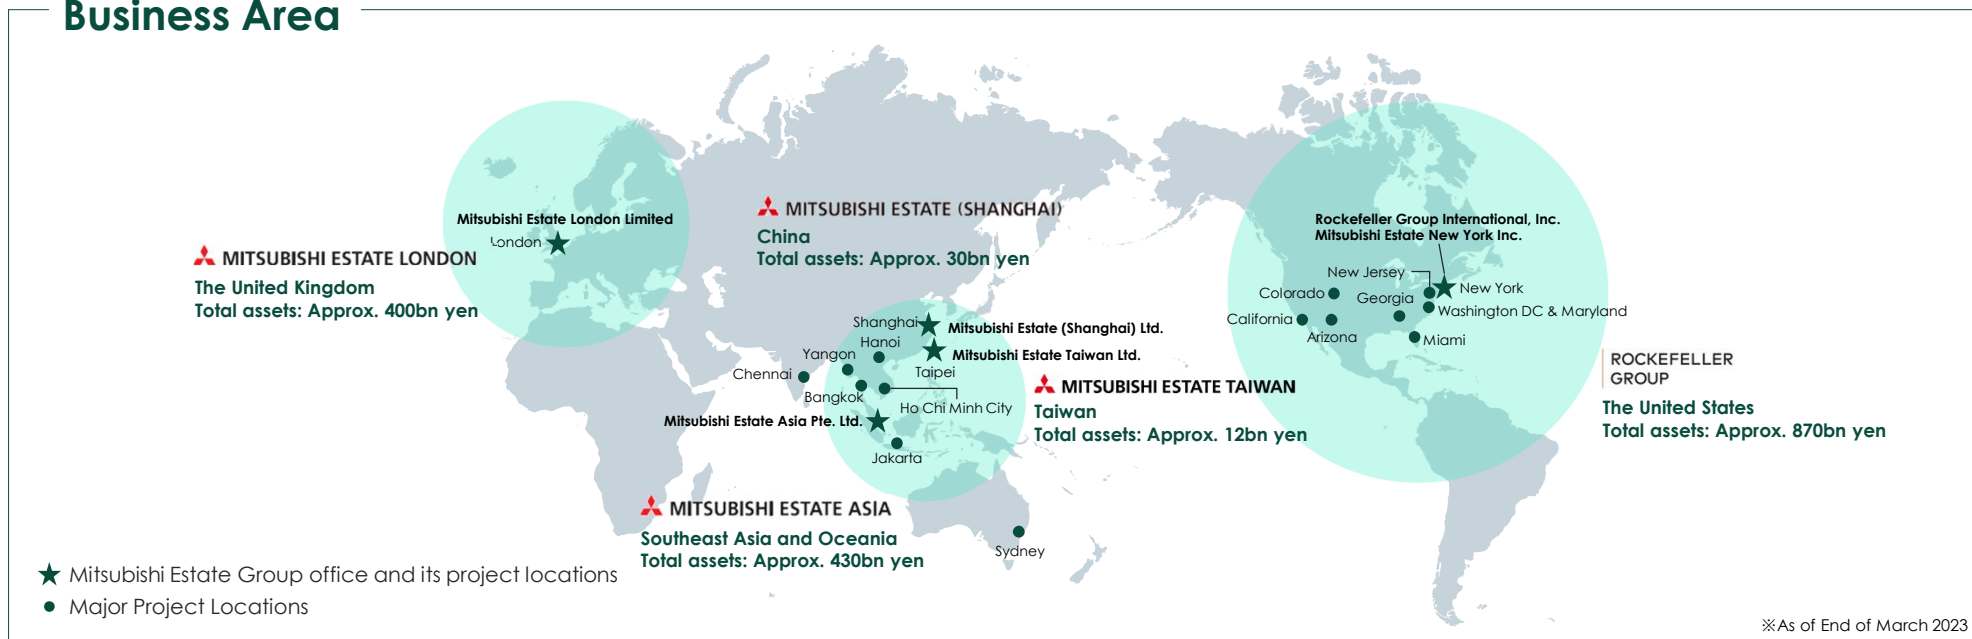 Business Area
Mitsubishi Estate London Limited
London
MITSUBISHI ESTATE LONDON
The United Kingdom
Total assets: Approx. 400bn yen
MITSUBISHI ESTATE (SHANGHAI)
China
Total assets: Approx. 30bn yen
Shanghai
Mitsubishi Estate (Shanghai) Ltd.
Hanoi
Mitsubishi Estate Taiwan Ltd.
Yangon
Taipei
Chennai
Bangkok
Ho Chi Minh City
Mitsubishi Estate Asia Pte. Ltd.
Jakarta
MITSUBISHI ESTATE TAIWAN
Taiwan
Total assets: Approx. 12bn yen
MITSUBISHI ESTATE ASIA
Southeast Asia and Oceania
Total assets: Approx. 430bn yen
Sydney
Rockefeller Group International, Inc.
Mitsubishi Estate New York Inc.
New Jersey
New York
Colorado
Georgia
Washington DC & Maryland
California
Arizona
Miami
ROCKEFELLER
GROUP
The United States
Total assets: Approx. 870bn yen
★ Mitsubishi Estate Group office and its project locations
● Major Project Locations
※As of End of March 2023